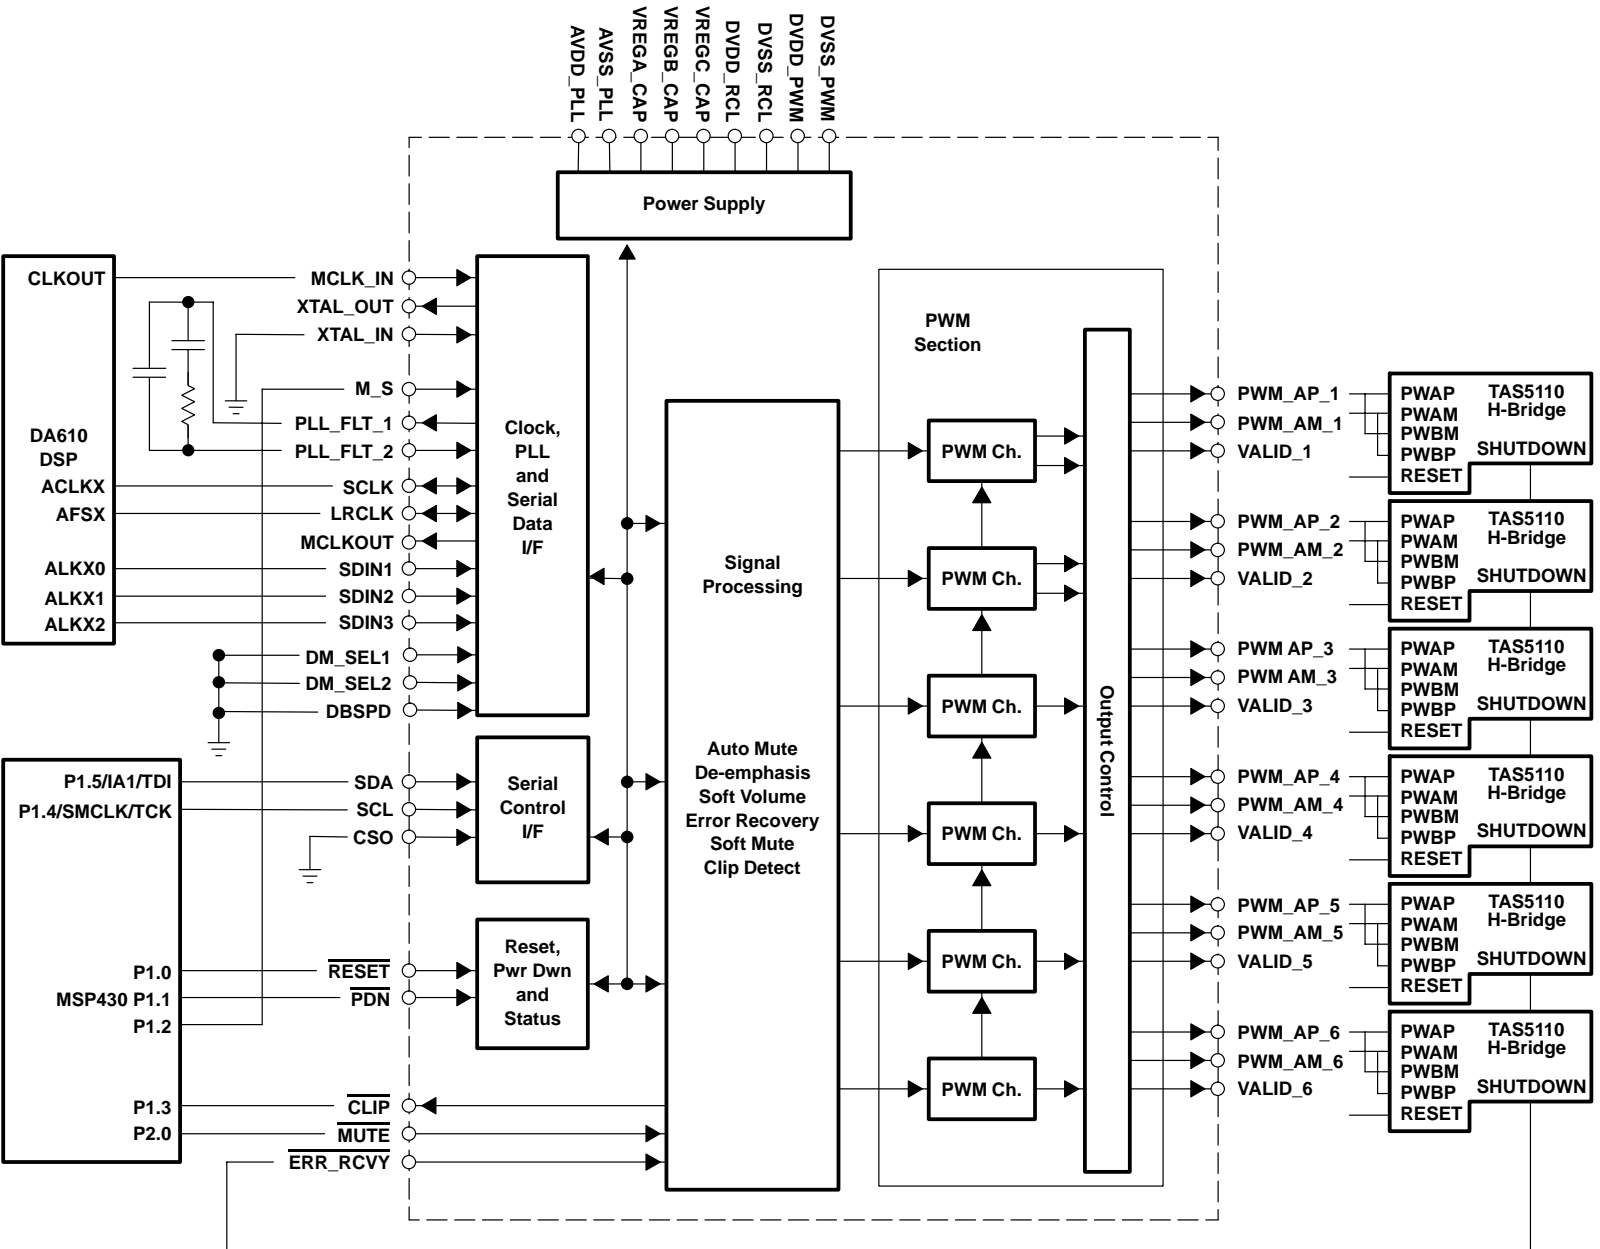 AVDD_PLL
AVSS_PLL
VREGA_CAP
VREGB_CAP
VREGC_CAP
DVDD_RCL
DVSS_RCL
DVDD_PWM
DVSS_PWM
Power Supply
CLKOUT
DA610
DSP
ACLKX
AFSX
ALKX0
ALKX1
ALKX2
MCLK_IN
XTAL_OUT
XTAL_IN
M_S
PLL_FLT_1
PLL_FLT_2
SCLK
LRCLK
MCLKOUT
SDIN1
SDIN2
SDIN3
DM_SEL1
DM_SEL2
DBSPD
Clock,
PLL
and
Serial
Data
I/F
P1.5/IA1/TDI
P1.4/SMCLK/TCK
P1.0
MSP430 P1.1
P1.2
P1.3
P2.0
SDA
SCL
CSO
RESET
PDN
CLIP
MUTE
ERR_RCVY
Serial
Control
I/F
Reset,
Pwr Dwn
and
Status
Signal
Processing
Auto Mute
De-emphasis
Soft Volume
Error Recovery
Soft Mute
Clip Detect
PWM
Section
PWM Ch.
PWM Ch.
PWM Ch.
PWM Ch.
PWM Ch.
PWM Ch.
Output Control
PWM_AP_1
PWM_AM_1
VALID_1
PWM_AP_2
PWM_AM_2
VALID_2
PWM AP_3
PWM AM_3
VALID_3
PWM_AP_4
PWM_AM_4
VALID_4
PWM_AP_5
PWM_AM_5
VALID_5
PWM_AP_6
PWM_AM_6
VALID_6
PWAP
PWAM
PWBM
PWBP
RESET
TAS5110
H-Bridge
SHUTDOWN
PWAP
PWAM
PWBM
PWBP
RESET
TAS5110
H-Bridge
SHUTDOWN
PWAP
PWAM
PWBM
PWBP
RESET
TAS5110
H-Bridge
SHUTDOWN
PWAP
PWAM
PWBM
PWBP
RESET
TAS5110
H-Bridge
SHUTDOWN
PWAP
PWAM
PWBM
PWBP
RESET
TAS5110
H-Bridge
SHUTDOWN
PWAP
PWAM
PWBM
PWBP
RESET
TAS5110
H-Bridge
SHUTDOWN